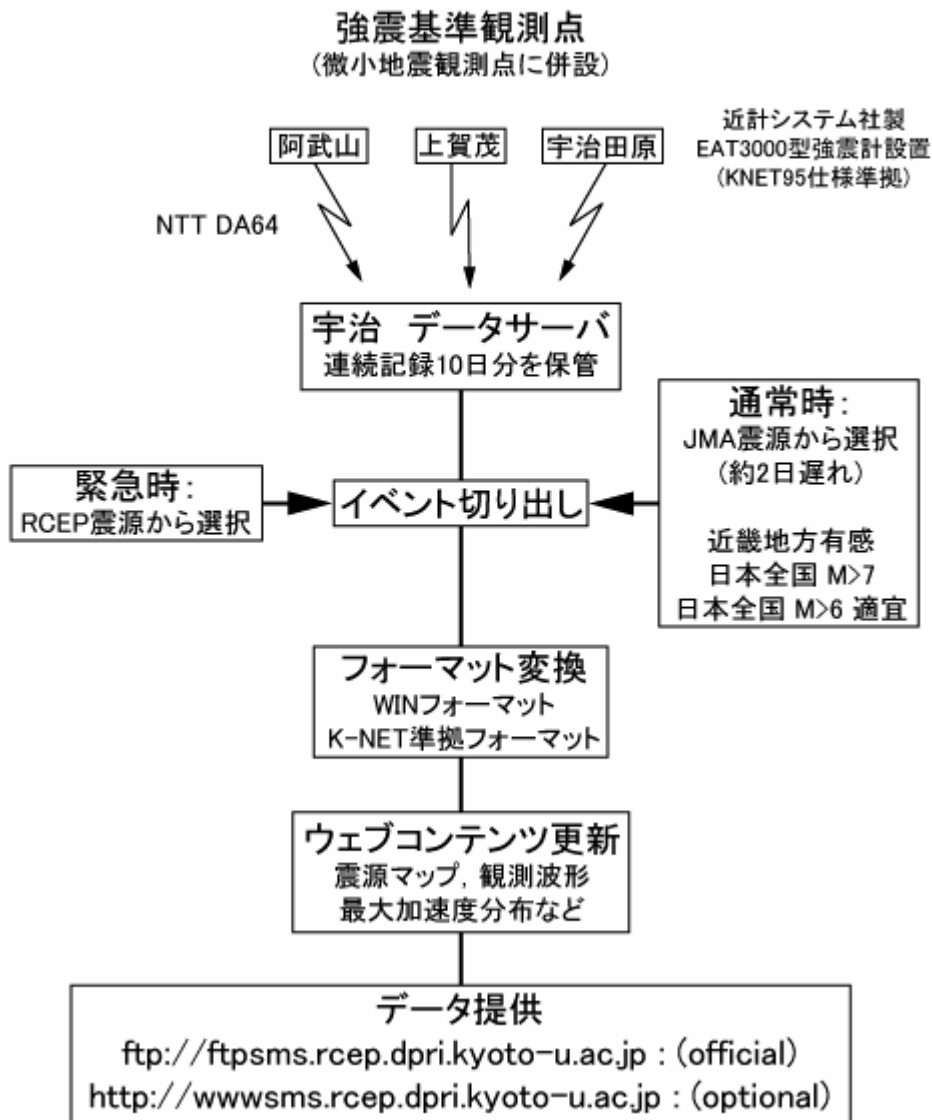 強震基準観測点
(微小地震観測点に併設)
阿武山
上賀茂
宇治田原
近計システム社製
EAT3000型強震計設置
(KNET95仕様準拠)
NTT DA64
宇治　データサーバ
連続記録10日分を保管
緊急時:
RCEP震源から選択
イベント切り出し
通常時:
JMA震源から選択
(約2日遅れ)
近畿地方有感
日本全国 M>7
日本全国 M>6 適宜
フォーマット変換
WINフォーマット
K-NET準拠フォーマット
ウェブコンテンツ更新
震源マップ, 観測波形
最大加速度分布など
データ提供
ftp://ftpsms.rcep.dpri.kyoto-u.ac.jp : (official)
http://wwwsms.rcep.dpri.kyoto-u.ac.jp : (optional)